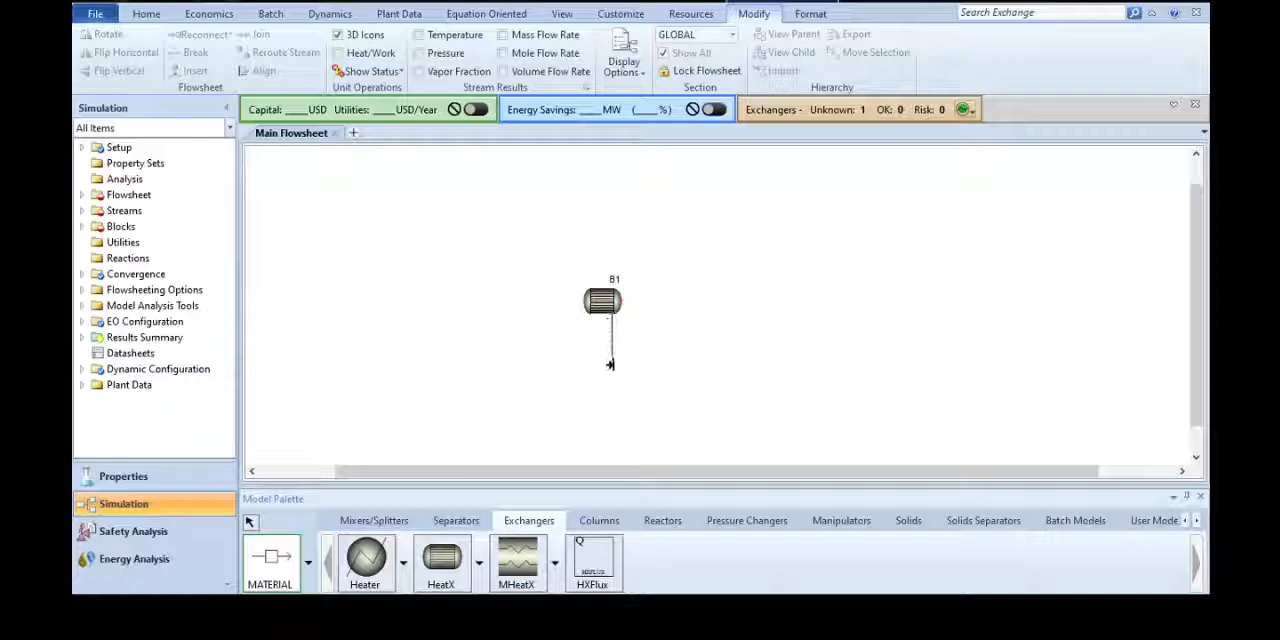 File Home Economics Batch Dynamics Plant Data Equation Oriented View Customize Resources Modify Format Search Exchange
Rotate Reconnect Join 3D Icons Temperature Mass Flow Rate GLOBAL View Parent Export
Flip Horizontal Break Reroute Stream Heat/Work Pressure Mole Flow Rate Show All View Child Move Selection
Flip Vertical Insert Align Show Status Vapor Fraction Volume Flow Rate Display Options Lock Flowsheet Import
Flowsheet Unit Operations Stream Results Section Hierarchy
Simulation Capital: ____USD Utilities: ____USD/Year Energy Savings: ____MW (____%) Exchangers - Unknown: 1 OK: 0 Risk: 0
All Items Main Flowsheet +
Setup
Property Sets
Analysis
Flowsheet
Streams
Blocks
Utilities
Reactions
Convergence
Flowsheeting Options
Model Analysis Tools
EO Configuration
Results Summary
Datasheets
Dynamic Configuration
Plant Data
B1
Properties
Simulation
Safety Analysis
Energy Analysis
Model Palette
Mixers/Splitters Separators Exchangers Columns Reactors Pressure Changers Manipulators Solids Solids Separators Batch Models User Mode
Q
MATERIAL Heater HeatX MHeatX HXFlux